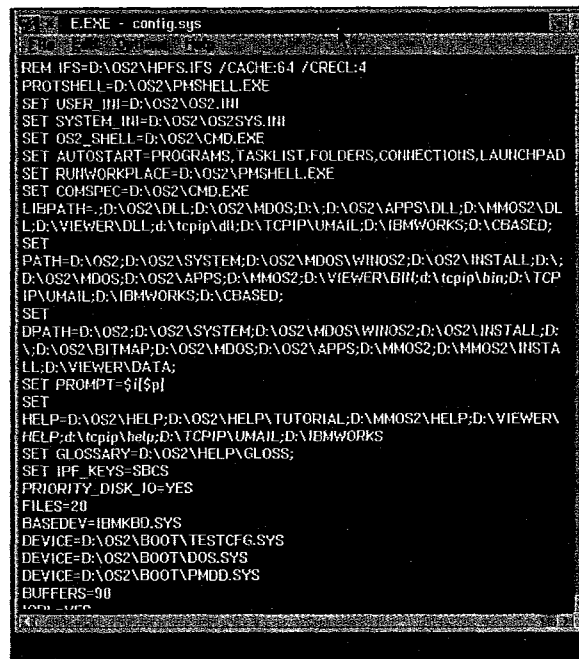 E.EXE - config.sys
File Edit Options Help
REM IFS=D:\OS2\HPFS.IFS /CACHE:64 /CRECL:4
PROTSHELL=D:\OS2\PMSHELL.EXE
SET USER_INI=D:\OS2\OS2.INI
SET SYSTEM_INI=D:\OS2\OS2SYS.INI
SET OS2_SHELL=D:\OS2\CMD.EXE
SET AUTOSTART=PROGRAMS,TASKLIST,FOLDERS,CONNECTIONS,LAUNCHPAD
SET RUNWORKPLACE=D:\OS2\PMSHELL.EXE
SET COMSPEC=D:\OS2\CMD.EXE
LIBPATH=.;D:\OS2\DLL;D:\OS2\MDOS;D:\;D:\OS2\APPS\DLL;D:\MMOS2\DL
L;D:\VIEWER\DLL;d:\tcpip\dll;D:\TCPIP\UMAIL;D:\IBMWORKS;D:\CBASED;
SET
PATH=D:\OS2;D:\OS2\SYSTEM;D:\OS2\MDOS\WINOS2;D:\OS2\INSTALL;D:\;
D:\OS2\MDOS;D:\OS2\APPS;D:\MMOS2;D:\VIEWER\BIN;d:\tcpip\bin;D:\TCP
IP\UMAIL;D:\IBMWORKS;D:\CBASED;
SET
DPATH=D:\OS2;D:\OS2\SYSTEM;D:\OS2\MDOS\WINOS2;D:\OS2\INSTALL;D:
\;D:\OS2\BITMAP;D:\OS2\MDOS;D:\OS2\APPS;D:\MMOS2;D:\MMOS2\INSTA
LL;D:\VIEWER\DATA;
SET PROMPT=$i[$p]
SET
HELP=D:\OS2\HELP;D:\OS2\HELP\TUTORIAL;D:\MMOS2\HELP;D:\VIEWER\
HELP;d:\tcpip\help;D:\TCPIP\UMAIL;D:\IBMWORKS
SET GLOSSARY=D:\OS2\HELP\GLOSS;
SET IPF_KEYS=SBCS
PRIORITY_DISK_IO=YES
FILES=20
BASEDEV=IBMKBD.SYS
DEVICE=D:\OS2\BOOT\TESTCFG.SYS
DEVICE=D:\OS2\BOOT\DOS.SYS
DEVICE=D:\OS2\BOOT\PMDD.SYS
BUFFERS=90